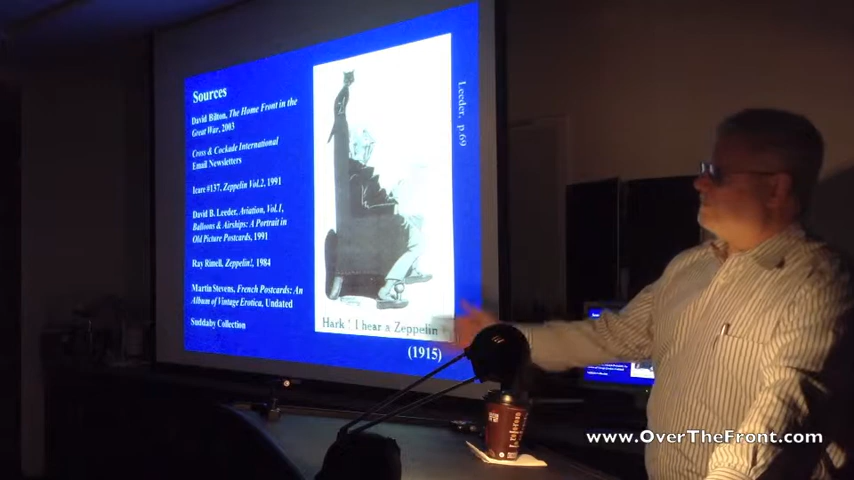 Sources
David Bilton, The Home Front in the
Great War, 2003
Cross & Cockade International
Email Newsletters
Icare #137, Zeppelin Vol.2, 1991
David B. Leeder, Aviation, Vol.1,
Balloons & Airships: A Portrait in
Old Picture Postcards, 1991
Ray Rimell, Zeppelin!, 1984
Martin Stevens, French Postcards: An
Album of Vintage Erotica, Undated
Suddaby Collection
Leeder, p.69
Hark ! I hear a Zeppelin
(1915)
www.OverTheFront.com